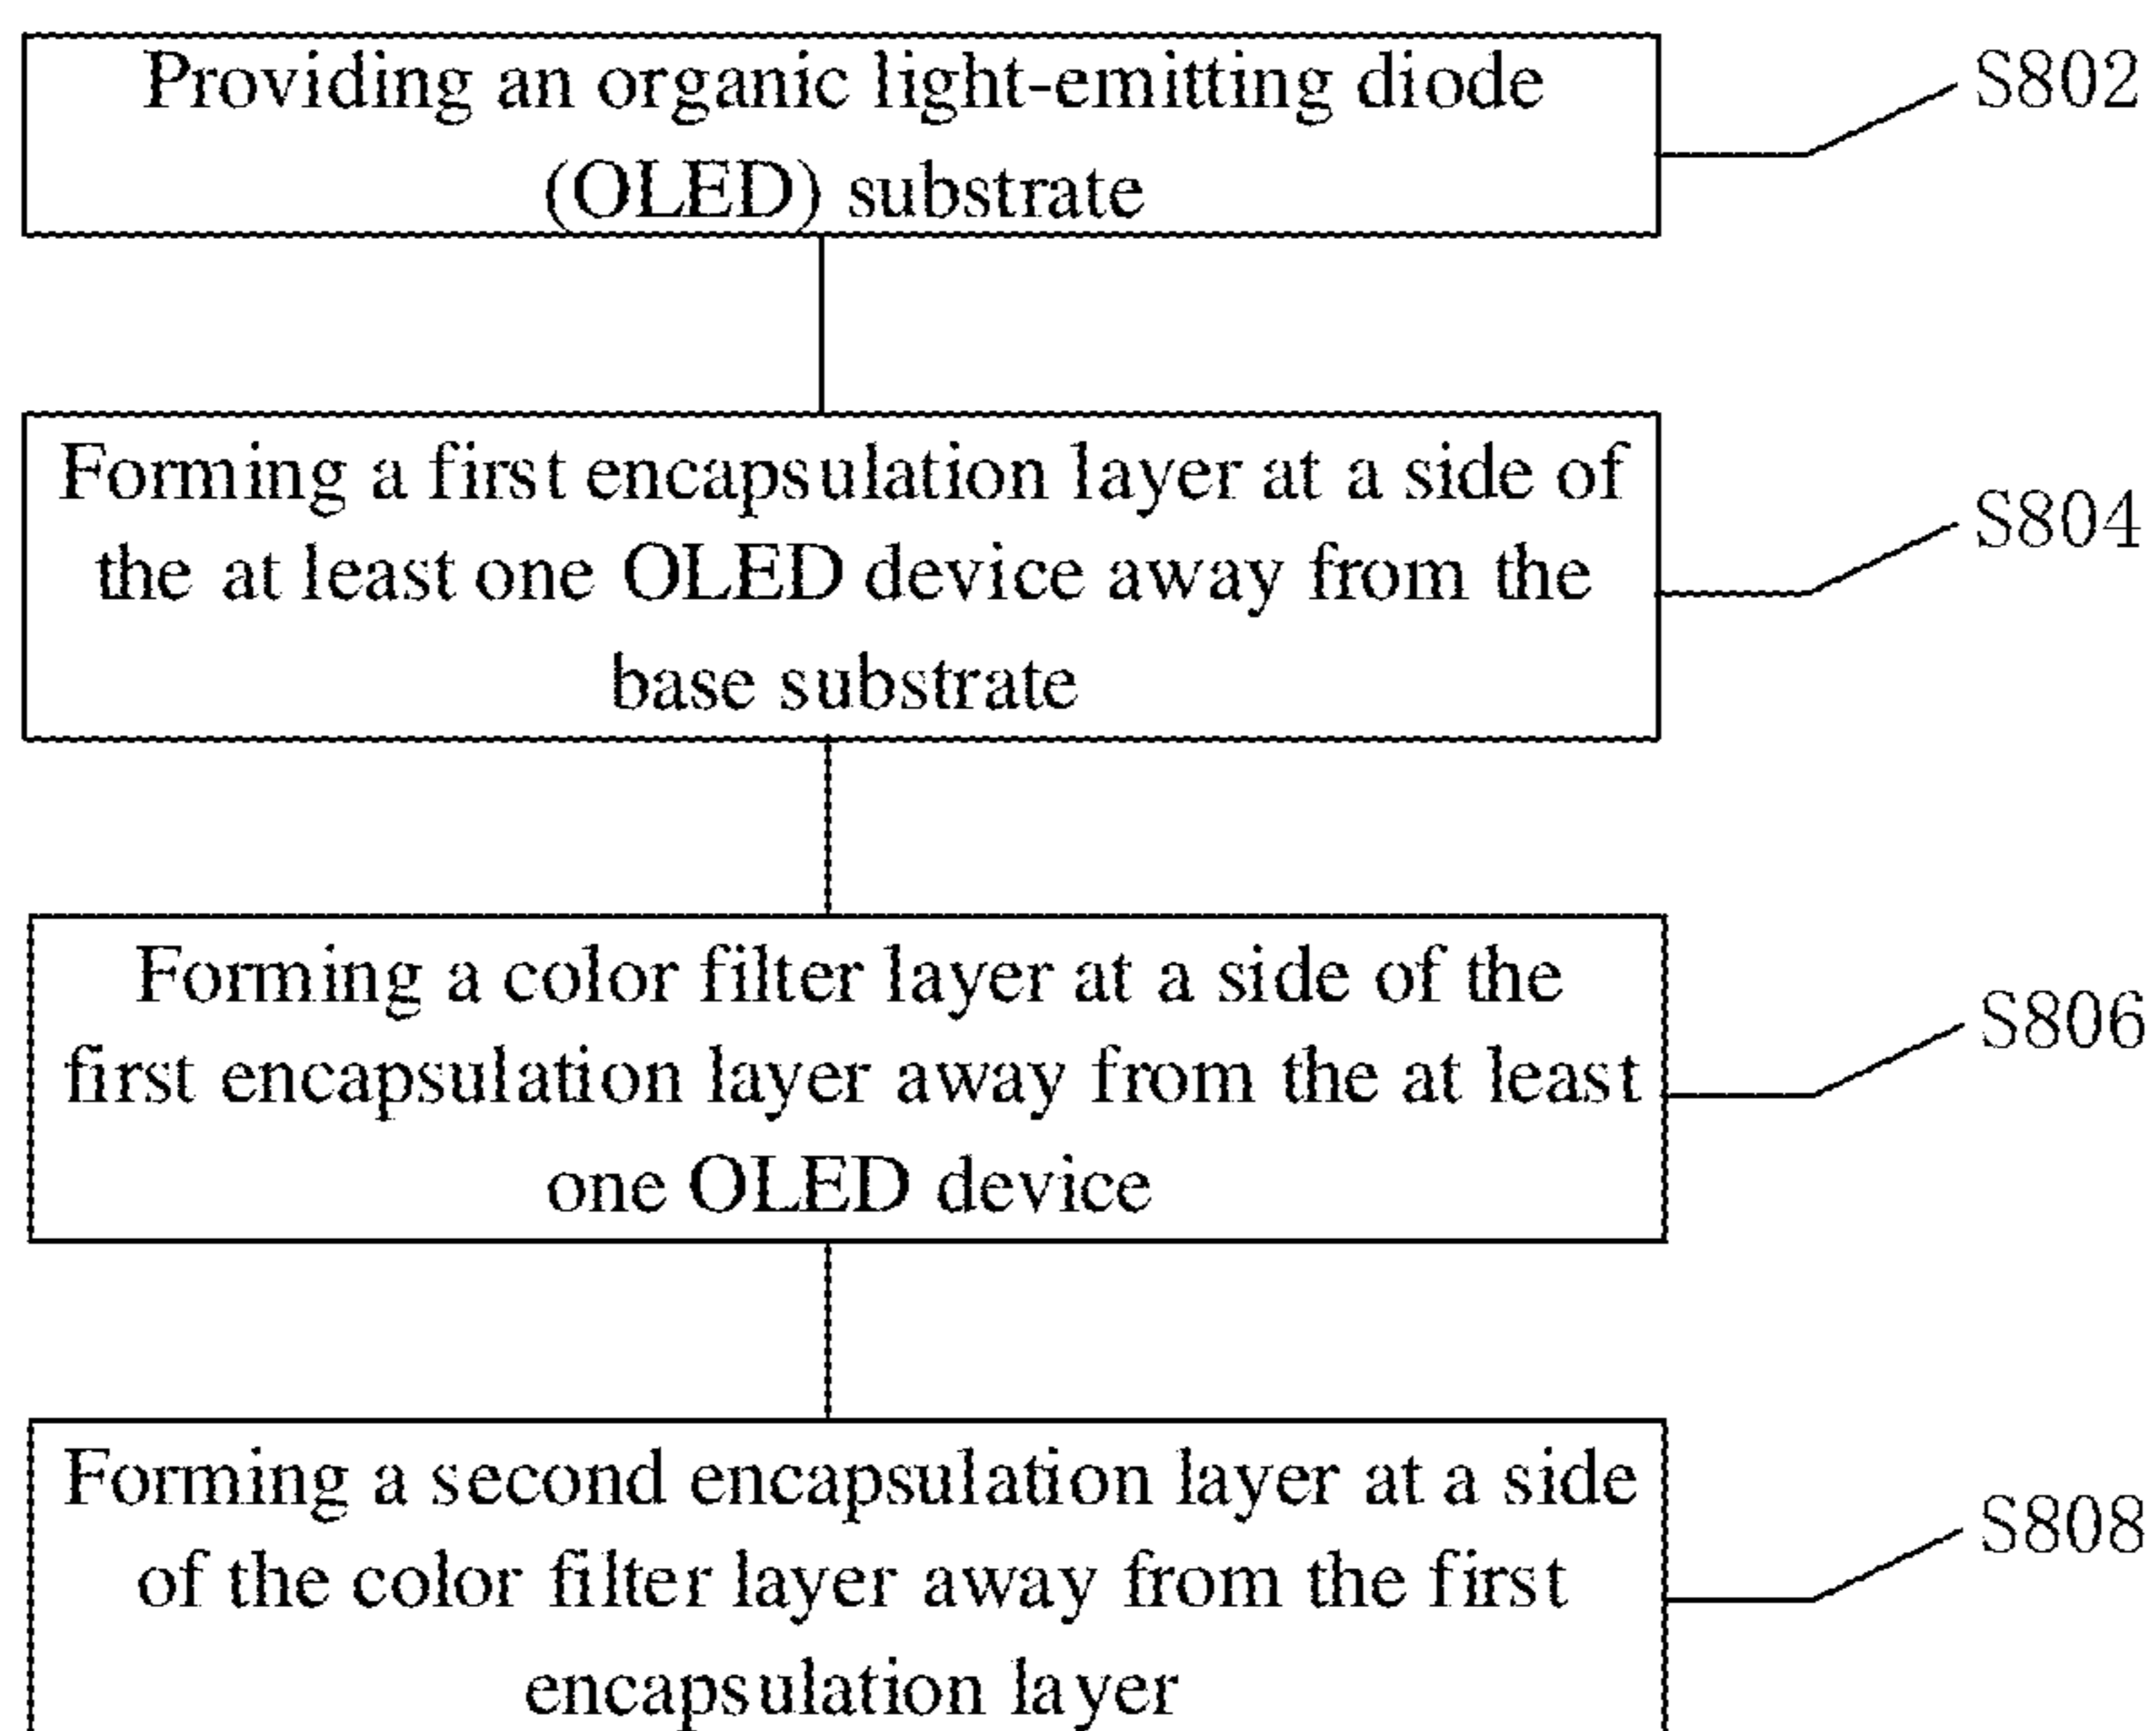 Providing an organic light-emitting diode
(OLED) substrate
S802
Forming a first encapsulation layer at a side of
the at least one OLED device away from the
base substrate
S804
Forming a color filter layer at a side of the
first encapsulation layer away from the at least
one OLED device
S806
Forming a second encapsulation layer at a side
of the color filter layer away from the first
encapsulation layer
S808